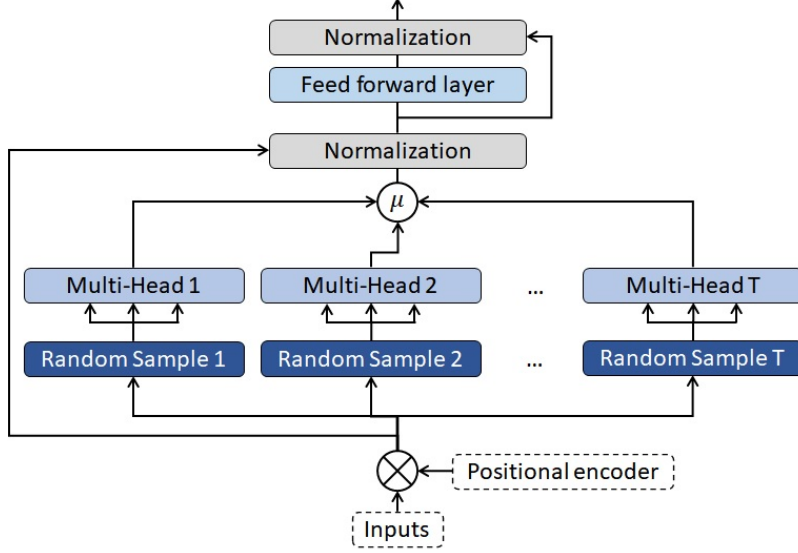 Normalization
Feed forward layer
Normalization
μ
Multi-Head 1
Multi-Head 2
...
Multi-Head T
Random Sample 1
Random Sample 2
...
Random Sample T
Positional encoder
Inputs